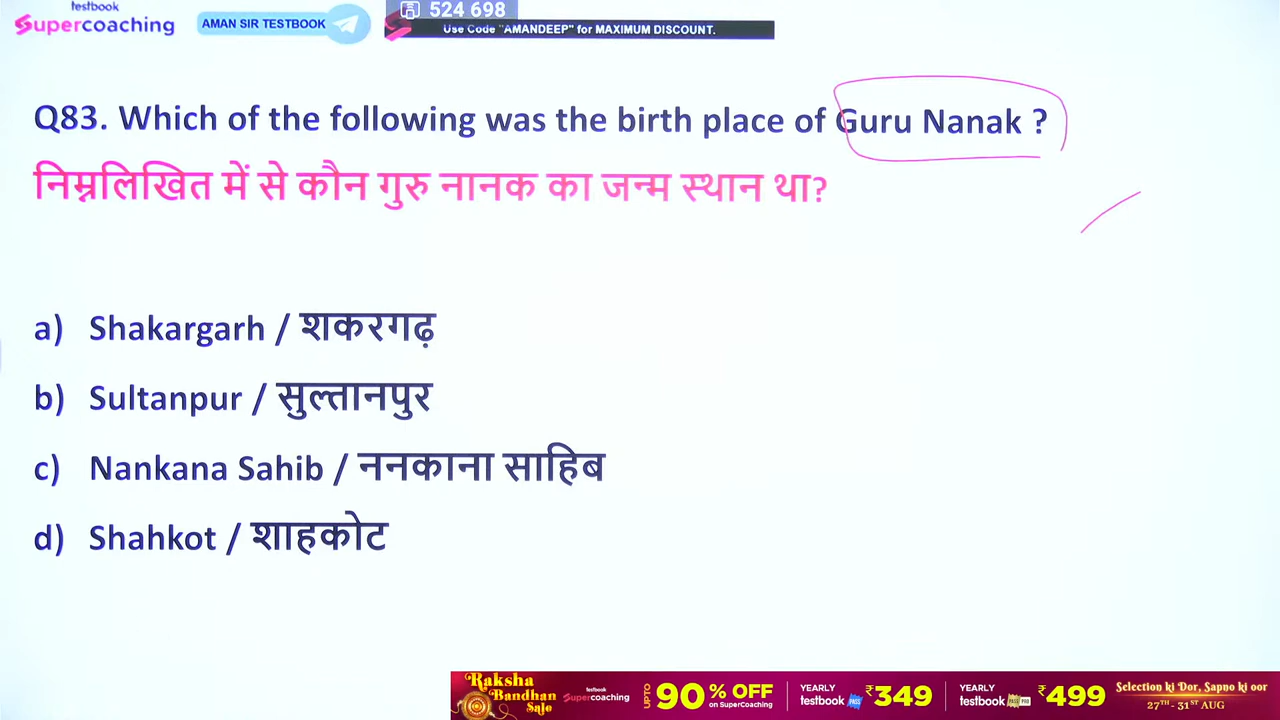 testbook
Supercoaching
AMAN SIR TESTBOOK
524 698
Use Code "AMANDEEP" for MAXIMUM DISCOUNT.
Q83. Which of the following was the birth place of Guru Nanak ?
निम्नलिखित में से कौन गुरु नानक का जन्म स्थान था?
a) Shakargarh / शकरगढ़
b) Sultanpur / सुल्तानपुर
c) Nankana Sahib / ननकाना साहिब
d) Shahkot / शाहकोट
Raksha
Bandhan
Sale
testbook
Supercoaching
UPTO
90% OFF
on SuperCoaching
YEARLY
testbook PASS
₹349
YEARLY
testbook PASS PRO
₹499
Selection ki Dor, Sapno ki oor
27TH - 31ST AUG